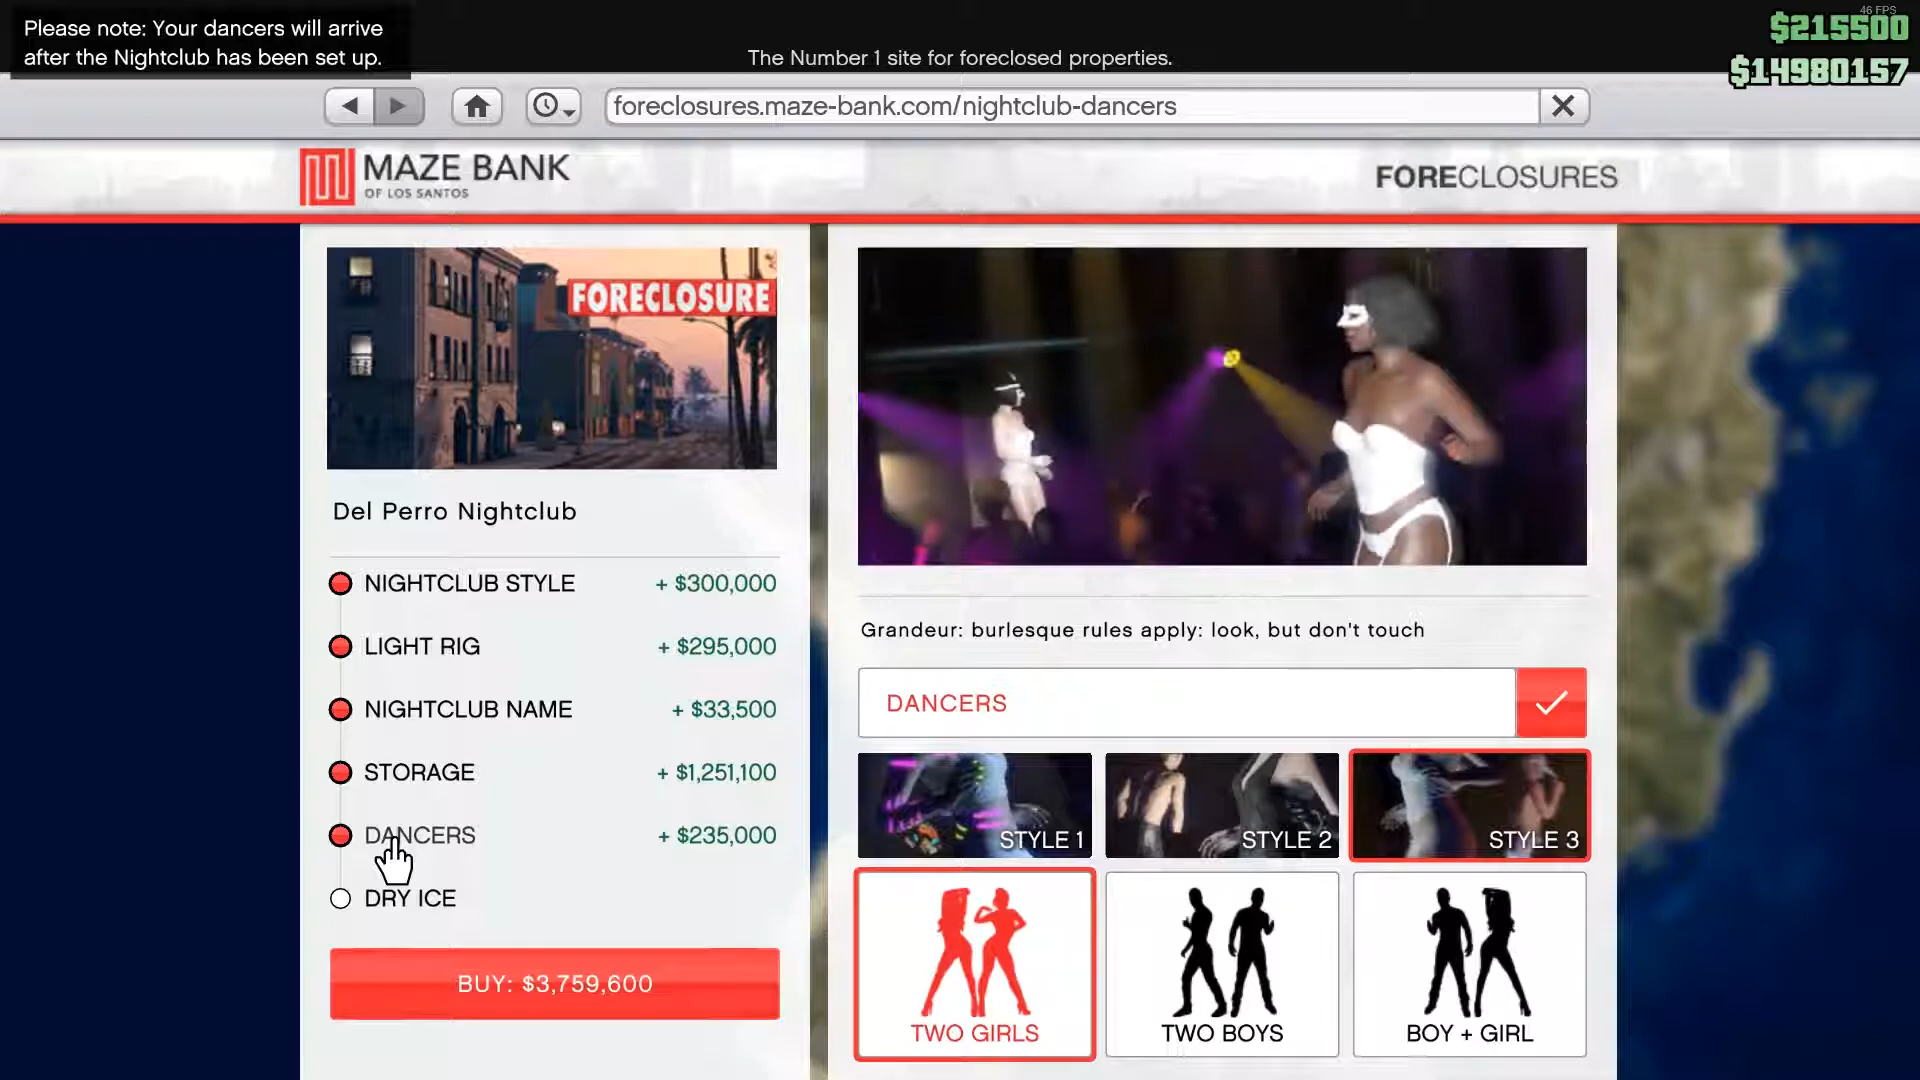 Please note: Your dancers will arrive
after the Nightclub has been set up.
The Number 1 site for foreclosed properties.
46 FPS
$215500
$14980157
foreclosures.maze-bank.com/nightclub-dancers
MAZE BANK
OF LOS SANTOS
FORECLOSURES
FORECLOSURE
Del Perro Nightclub
NIGHTCLUB STYLE + $300,000
LIGHT RIG + $295,000
NIGHTCLUB NAME + $33,500
STORAGE + $1,251,100
DANCERS + $235,000
DRY ICE
BUY: $3,759,600
Grandeur: burlesque rules apply: look, but don't touch
DANCERS
STYLE 1
STYLE 2
STYLE 3
TWO GIRLS
TWO BOYS
BOY + GIRL